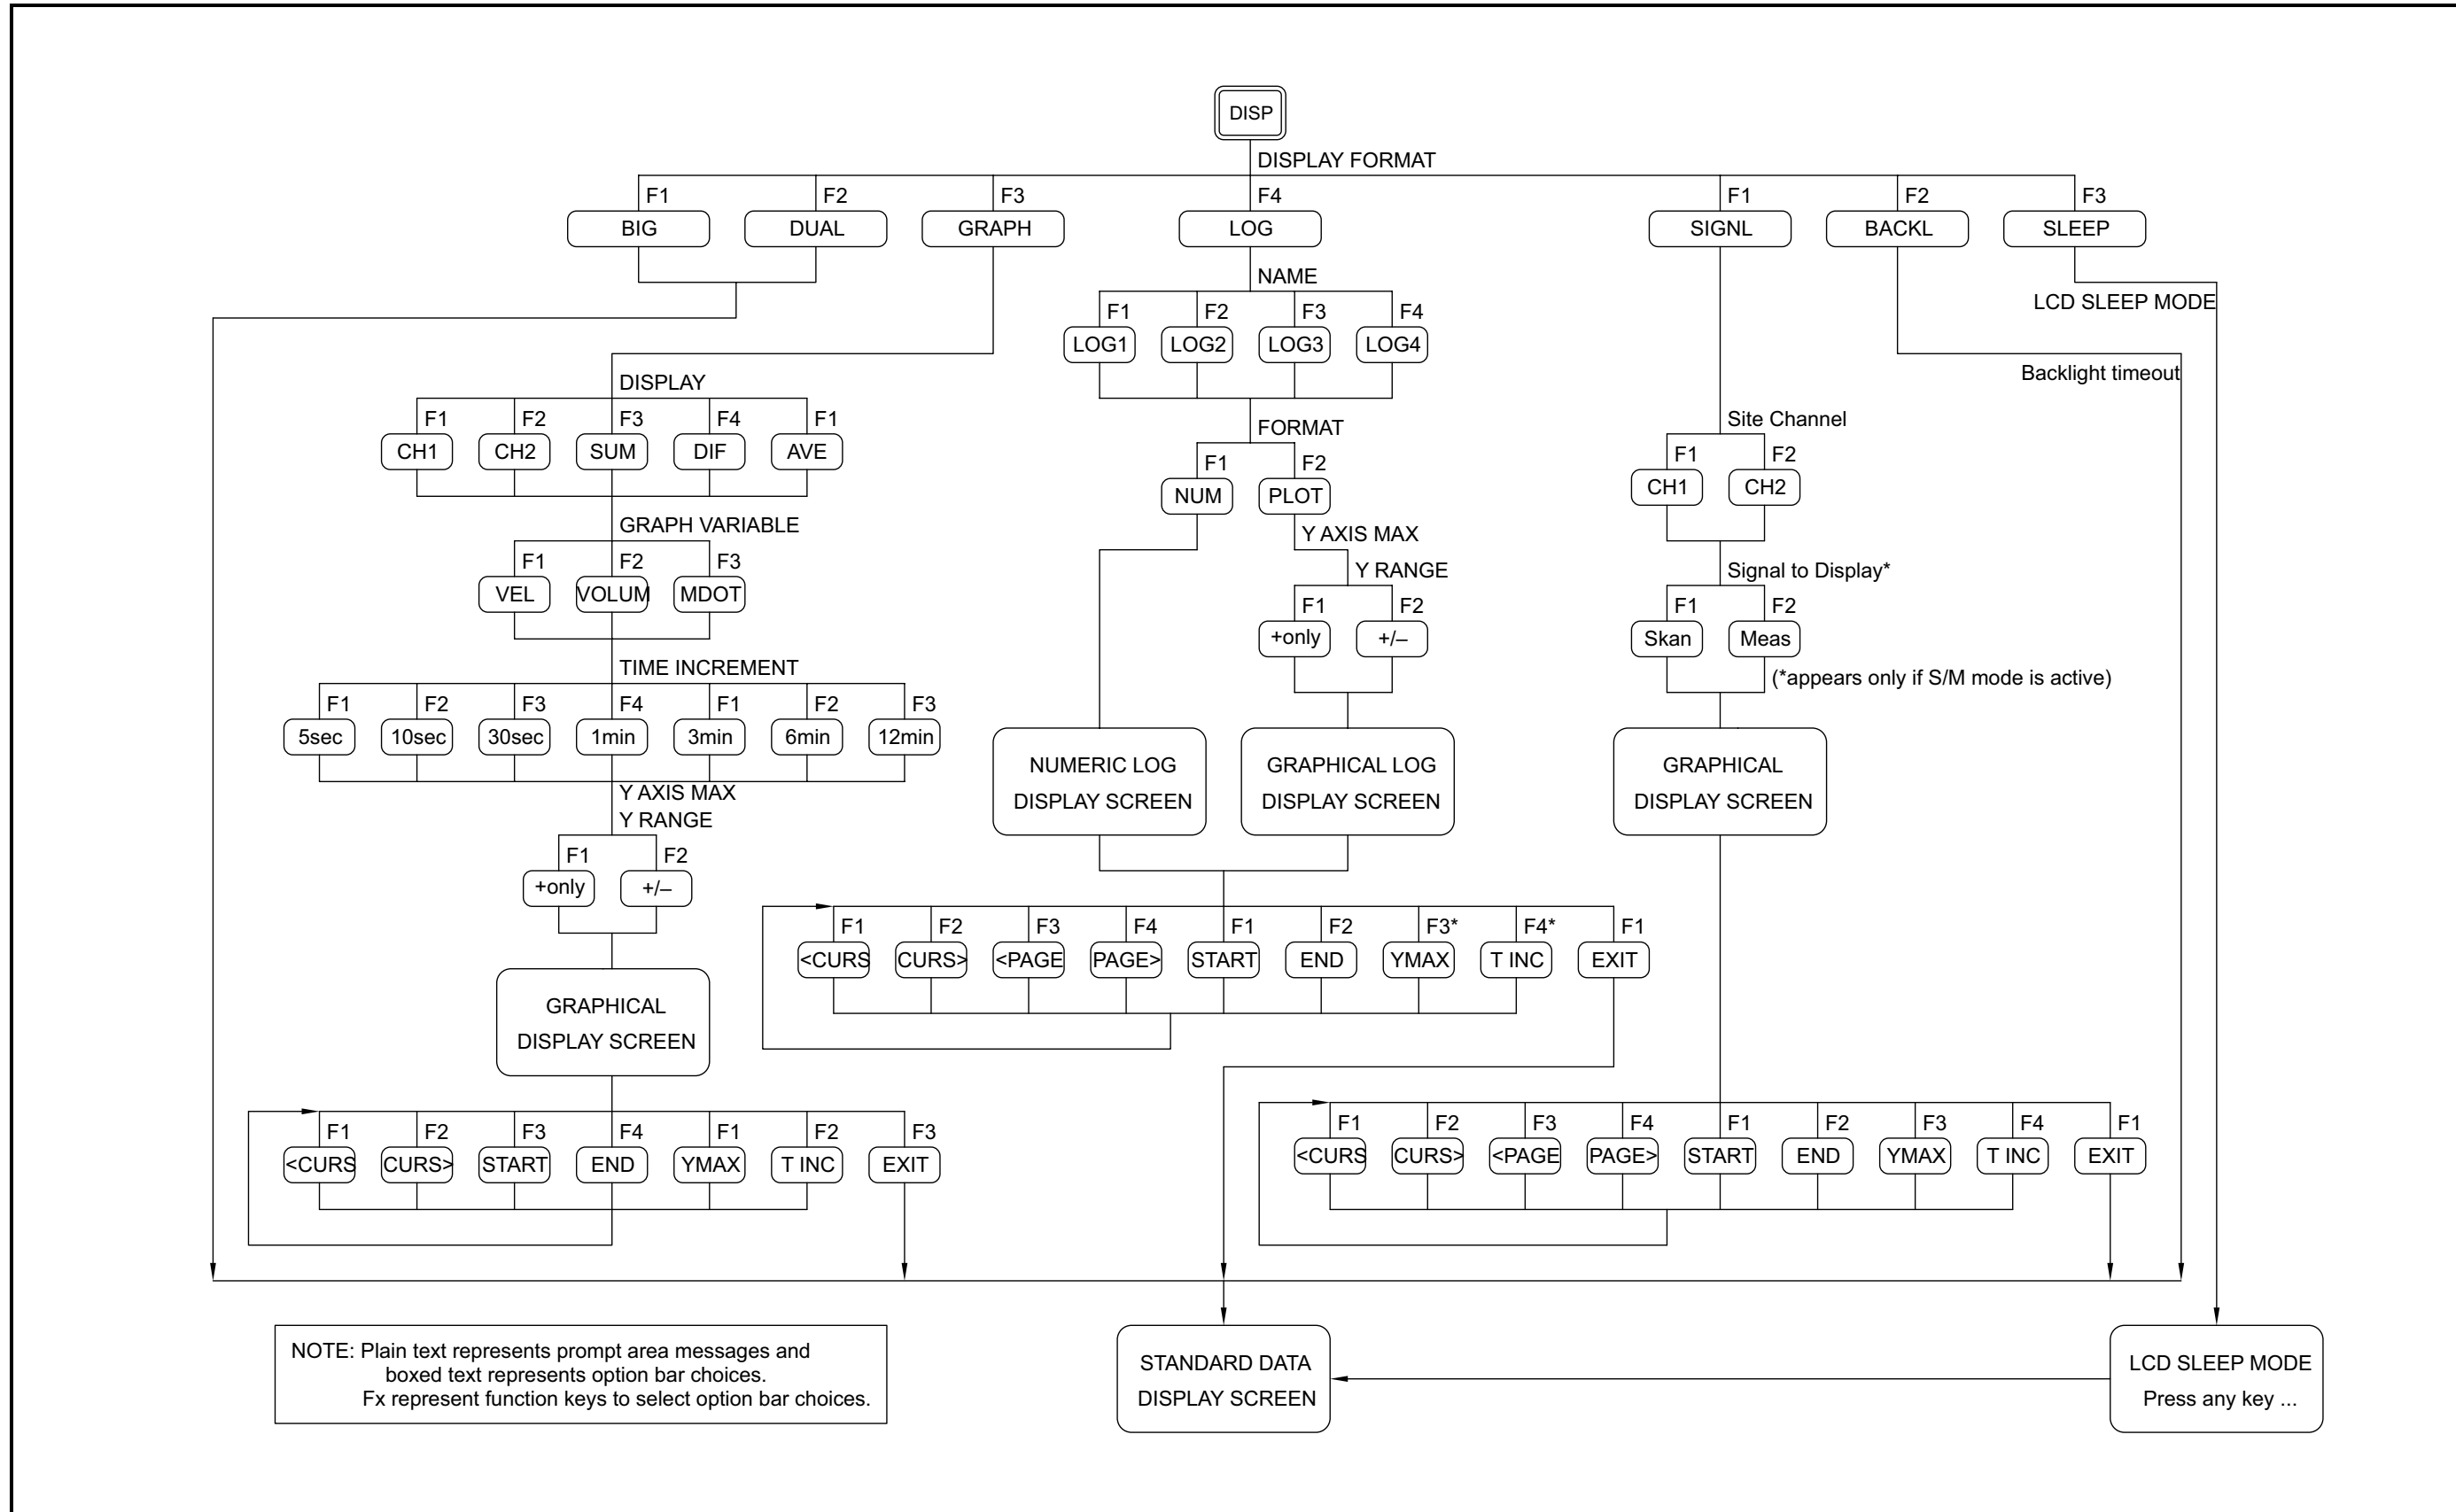 DISP
DISPLAY FORMAT
F1 F2 F3 F4 F1 F2 F3
BIG DUAL GRAPH LOG SIGNL BACKL SLEEP
NAME
LCD SLEEP MODE
F1 F2 F3 F4
LOG1 LOG2 LOG3 LOG4
Backlight timeout
DISPLAY
F1 F2 F3 F4 F1
CH1 CH2 SUM DIF AVE
FORMAT
F1 F2
NUM PLOT
Site Channel
F1 F2
CH1 CH2
GRAPH VARIABLE
F1 F2 F3
VEL VOLUM MDOT
Y AXIS MAX
Y RANGE
F1 F2
+only +/–
Signal to Display*
F1 F2
Skan Meas
(*appears only if S/M mode is active)
TIME INCREMENT
F1 F2 F3 F4 F1 F2 F3
5sec 10sec 30sec 1min 3min 6min 12min
NUMERIC LOG
DISPLAY SCREEN
GRAPHICAL LOG
DISPLAY SCREEN
GRAPHICAL
DISPLAY SCREEN
Y AXIS MAX
Y RANGE
F1 F2
+only +/–
F1 F2 F3 F4 F1 F2 F3* F4* F1
<CURS CURS> <PAGE PAGE> START END YMAX T INC EXIT
GRAPHICAL
DISPLAY SCREEN
F1 F2 F3 F4 F1 F2 F3
<CURS CURS> START END YMAX T INC EXIT
F1 F2 F3 F4 F1 F2 F3 F4 F1
<CURS CURS> <PAGE PAGE> START END YMAX T INC EXIT
NOTE: Plain text represents prompt area messages and
boxed text represents option bar choices.
Fx represent function keys to select option bar choices.
STANDARD DATA
DISPLAY SCREEN
LCD SLEEP MODE
Press any key ...